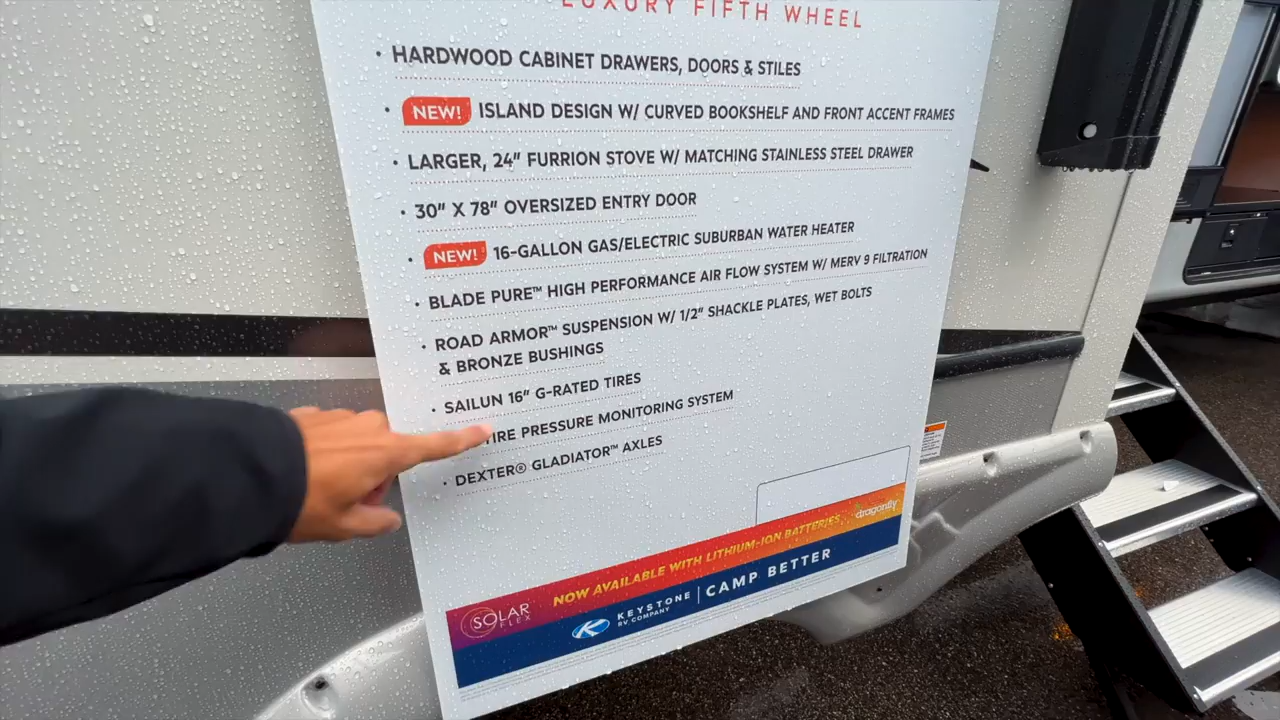 LUXURY FIFTH WHEEL
• HARDWOOD CABINET DRAWERS, DOORS & STILES
• NEW! ISLAND DESIGN W/ CURVED BOOKSHELF AND FRONT ACCENT FRAMES
• LARGER, 24" FURRION STOVE W/ MATCHING STAINLESS STEEL DRAWER
• 30" X 78" OVERSIZED ENTRY DOOR
• NEW! 16-GALLON GAS/ELECTRIC SUBURBAN WATER HEATER
• BLADE PURE™ HIGH PERFORMANCE AIR FLOW SYSTEM W/ MERV 9 FILTRATION
• ROAD ARMOR™ SUSPENSION W/ 1/2" SHACKLE PLATES, WET BOLTS
& BRONZE BUSHINGS
• SAILUN 16" G-RATED TIRES
TIRE PRESSURE MONITORING SYSTEM
• DEXTER® GLADIATOR™ AXLES
NOW AVAILABLE WITH LITHIUM-ION BATTERIES
dragonfly
SOLAR
FLEX
KEYSTONE
RV COMPANY
CAMP BETTER